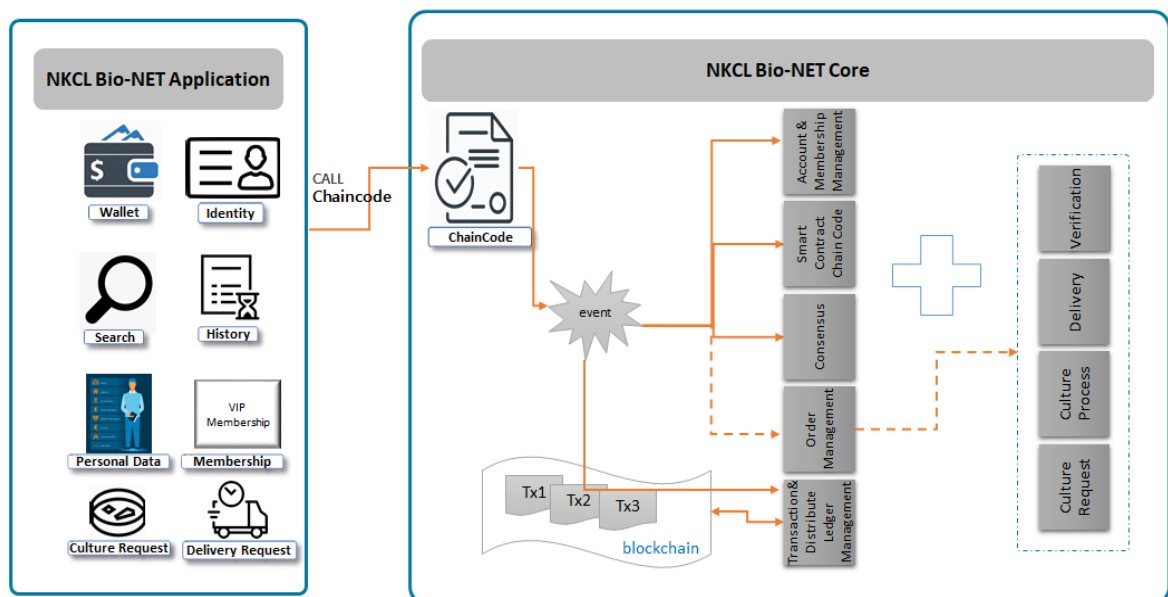 NKCL Bio-NET Application
Wallet
Identity
Search
History
VIP
Membership
Personal Data
Membership
Culture Request
Delivery Request
CALL
Chaincode
NKCL Bio-NET Core
ChainCode
event
Tx1
Tx2
Tx3
blockchain
Account &
Membership
Management
Smart
Contract
Chain Code
Consensus
Order
Management
Transaction&
Distribute
Ledger
Management
Verification
Delivery
Culture
Process
Culture
Request